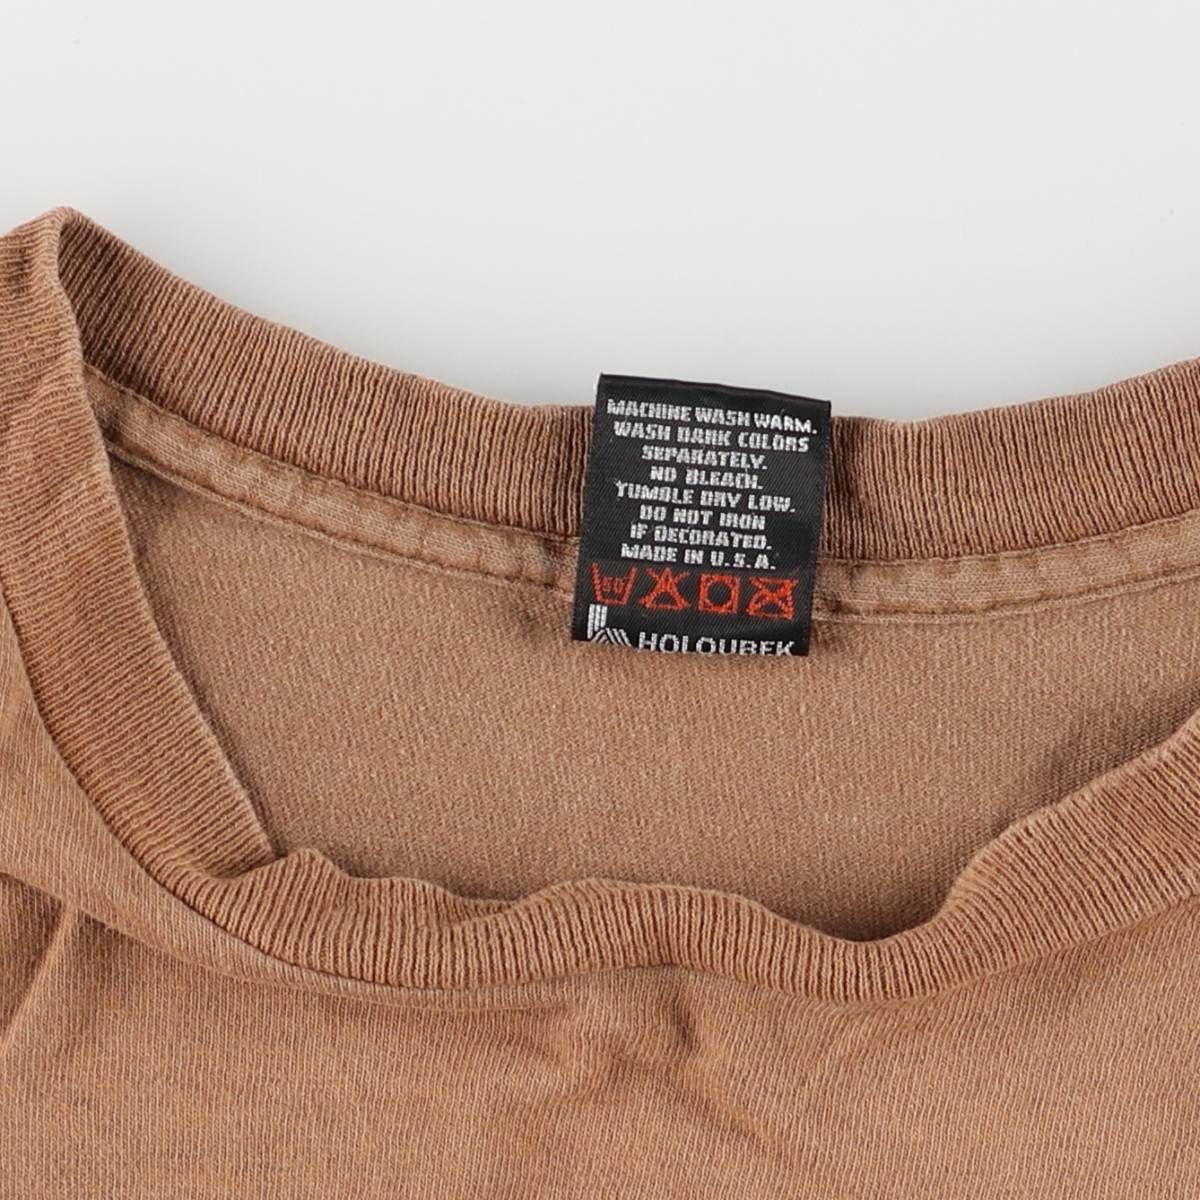 MACHINE WASH WARM.
WASH DARK COLORS
SEPARATELY.
NO BLEACH.
TUMBLE DRY LOW.
DO NOT IRON
IF DECORATED.
MADE IN U.S.A.
50
HOLOUBEK